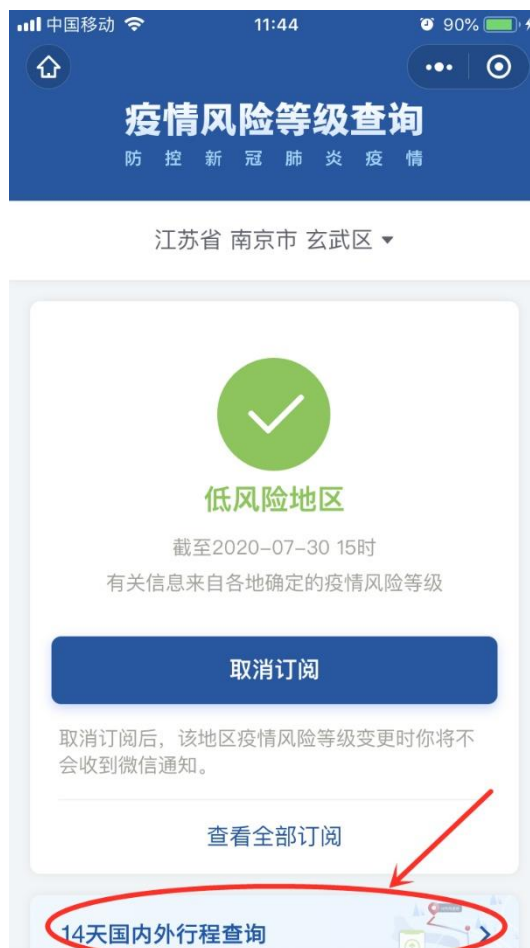 中国移动 11:44 90%
疫情风险等级查询
防控新冠肺炎疫情
江苏省 南京市 玄武区
低风险地区
截至2020-07-30 15时
有关信息来自各地确定的疫情风险等级
取消订阅
取消订阅后，该地区疫情风险等级变更时你将不
会收到微信通知。
查看全部订阅
14天国内外行程查询